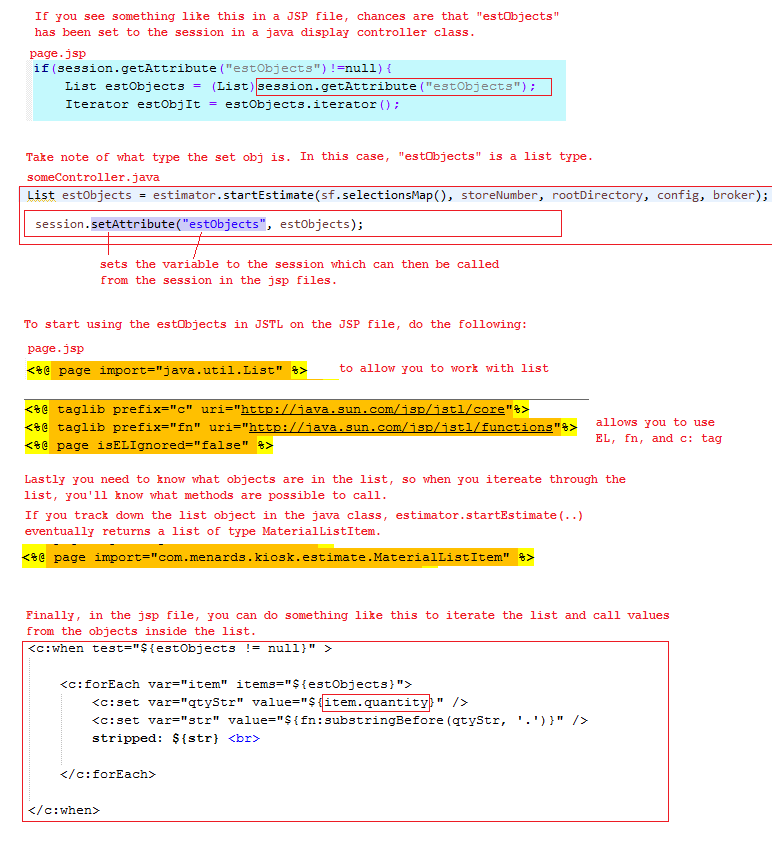 If you see something like this in a JSP file, chances are that "estObjects"
has been set to the session in a java display controller class.
page.jsp
if(session.getAttribute("estObjects")!=null){
List estObjects = (List)session.getAttribute("estObjects");
Iterator estObjIt = estObjects.iterator();
Take note of what type the set obj is. In this case, "estObjects" is a list type.
someController.java
List estObjects = estimator.startEstimate(sf.selectionsMap(), storeNumber, rootDirectory, config, broker);
session.setAttribute("estObjects", estObjects);
sets the variable to the session which can then be called
from the session in the jsp files.
To start using the estObjects in JSTL on the JSP file, do the following:
page.jsp
<%@ page import="java.util.List" %>
to allow you to work with list
<%@ taglib prefix="c" uri="http://java.sun.com/jsp/jstl/core"%>
<%@ taglib prefix="fn" uri="http://java.sun.com/jsp/jstl/functions"%>
<%@ page isELIgnored="false" %>
allows you to use
EL, fn, and c: tag
Lastly you need to know what objects are in the list, so when you itereate through the
list, you'll know what methods are possible to call.
If you track down the list object in the java class, estimator.startEstimate(..)
eventually returns a list of type MaterialListItem.
<%@ page import="com.menards.kiosk.estimate.MaterialListItem" %>
Finally, in the jsp file, you can do something like this to iterate the list and call values
from the objects inside the list.
<c:when test="${estObjects != null}" >
<c:forEach var="item" items="${estObjects}">
<c:set var="qtyStr" value="${item.quantity}" />
<c:set var="str" value="${fn:substringBefore(qtyStr, '.')}" />
stripped: ${str} <br>
</c:forEach>
</c:when>